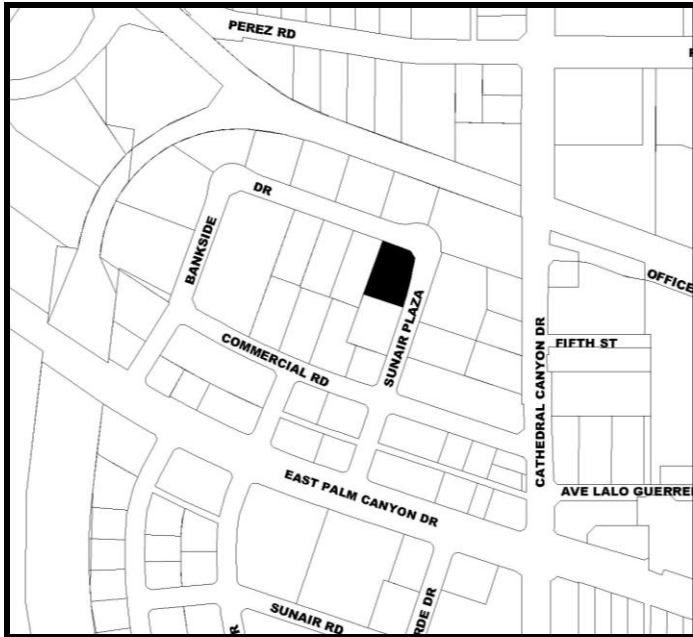 PEREZ RD
DR
BANKSIDE
OFFICE
SUNAIR PLAZA
FIFTH ST
COMMERCIAL RD
CATHEDRAL CANYON DR
EAST PALM CANYON DR
AVE LALO GUERRE
SUNAIR RD
RDE DR
R